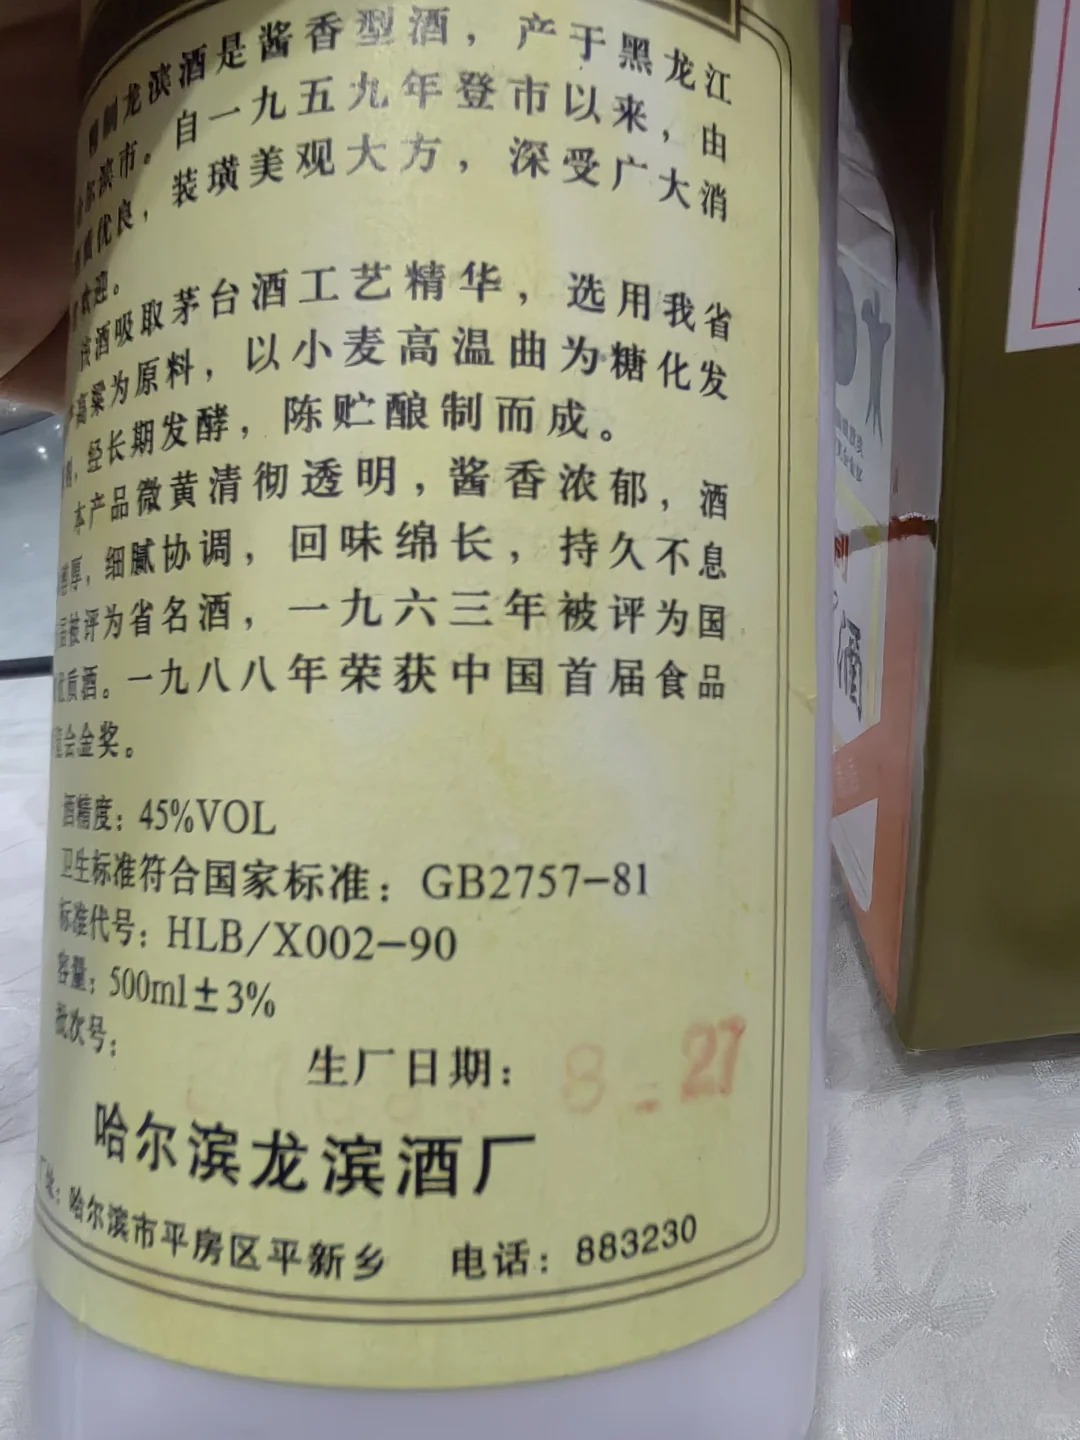 龙滨酒是酱香型酒，产于黑龙江
尔滨市。自一九五九年登市以来，由
质优良，装璜美观大方，深受广大消
欢迎。
该酒吸取茅台酒工艺精华，选用我省
高粱为原料，以小麦高温曲为糖化发
经长期发酵，陈贮酿制而成。
本产品微黄清彻透明，酱香浓郁，酒
厚，细腻协调，回味绵长，持久不息
被评为省名酒，一九六三年被评为国
优质酒。一九八八年荣获中国首届食品
会金奖。
酒精度：45%VOL
卫生标准符合国家标准：GB2757-81
标准代号：HLB/X002-90
容量：500ml±3%
批次号：
生厂日期：
8-27
哈尔滨龙滨酒厂
厂址：哈尔滨市平房区平新乡 电话：883230
酒